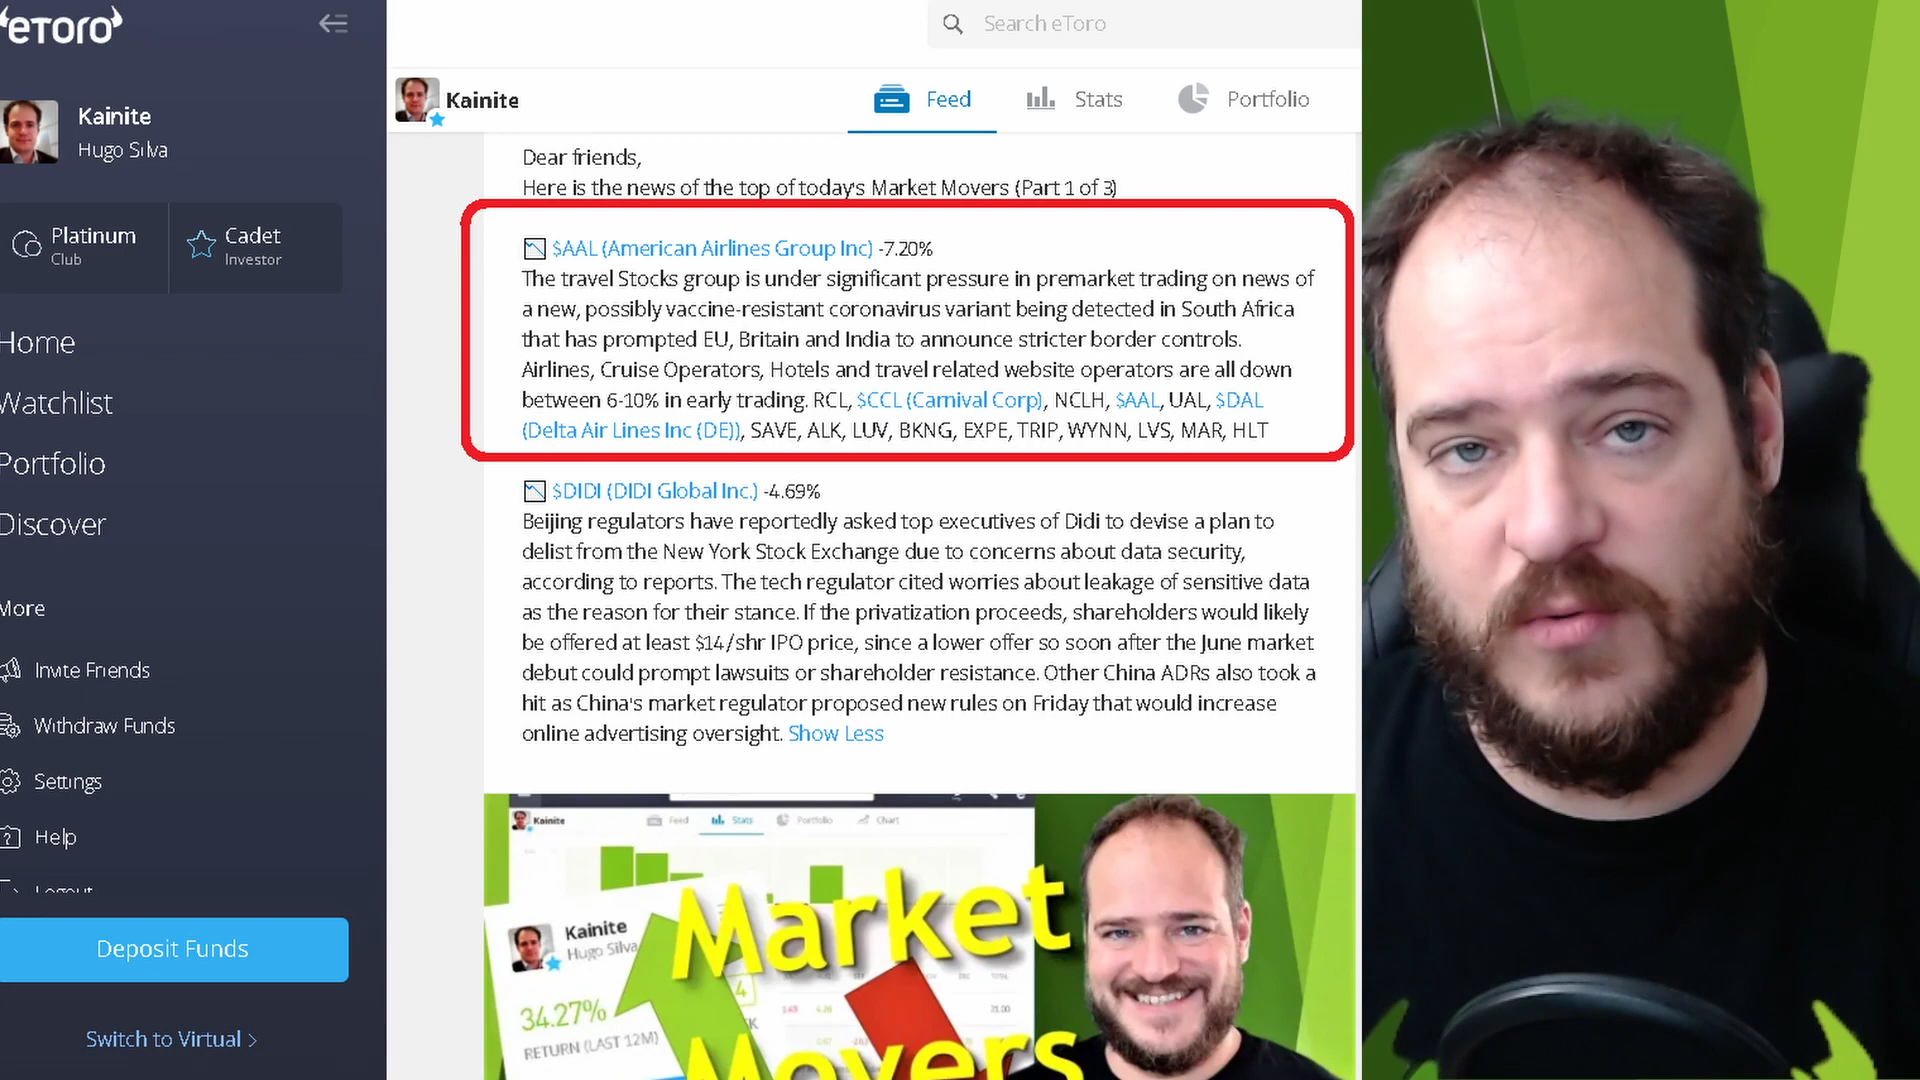 eToro
Kainite
Hugo Silva
Platinum
Club
Cadet
Investor
Home
Watchlist
Portfolio
Discover
More
Invite Friends
Withdraw Funds
Settings
Help
Logout
Deposit Funds
Switch to Virtual >
Search eToro
Kainite
Feed
Stats
Portfolio
Dear friends,
Here is the news of the top of today's Market Movers (Part 1 of 3)
$AAL (American Airlines Group Inc) -7.20%
The travel Stocks group is under significant pressure in premarket trading on news of
a new, possibly vaccine-resistant coronavirus variant being detected in South Africa
that has prompted EU, Britain and India to announce stricter border controls.
Airlines, Cruise Operators, Hotels and travel related website operators are all down
between 6-10% in early trading. RCL, $CCL (Carnival Corp), NCLH, $AAL, UAL, $DAL
(Delta Air Lines Inc (DE)), SAVE, ALK, LUV, BKNG, EXPE, TRIP, WYNN, LVS, MAR, HLT
$DIDI (DIDI Global Inc.) -4.69%
Beijing regulators have reportedly asked top executives of Didi to devise a plan to
delist from the New York Stock Exchange due to concerns about data security,
according to reports. The tech regulator cited worries about leakage of sensitive data
as the reason for their stance. If the privatization proceeds, shareholders would likely
be offered at least $14/shr IPO price, since a lower offer so soon after the June market
debut could prompt lawsuits or shareholder resistance. Other China ADRs also took a
hit as China's market regulator proposed new rules on Friday that would increase
online advertising oversight. Show Less
Kainite
Feed
Stats
Portfolio
Chart
Market
Movers
Kainite
Hugo Silva
34.27%
RETURN (LAST 12M)
4
21.00